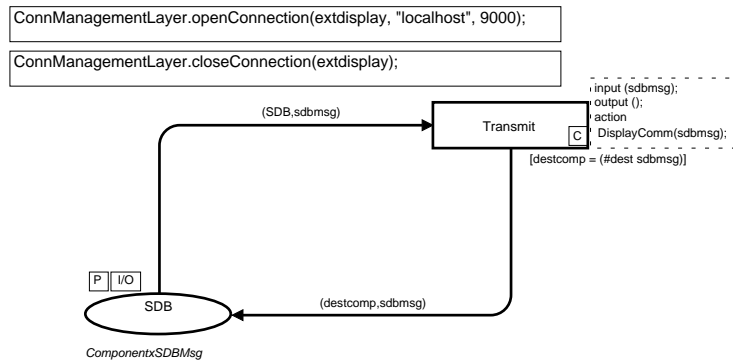 ConnManagementLayer.openConnection(extdisplay, "localhost", 9000);
ConnManagementLayer.closeConnection(extdisplay);
input (sdbmsg);
output ();
action
DisplayComm(sdbmsg);
(SDB,sdbmsg)
Transmit
C
[destcomp = (#dest sdbmsg)]
P
I/O
SDB
(destcomp,sdbmsg)
ComponentxSDBMsg